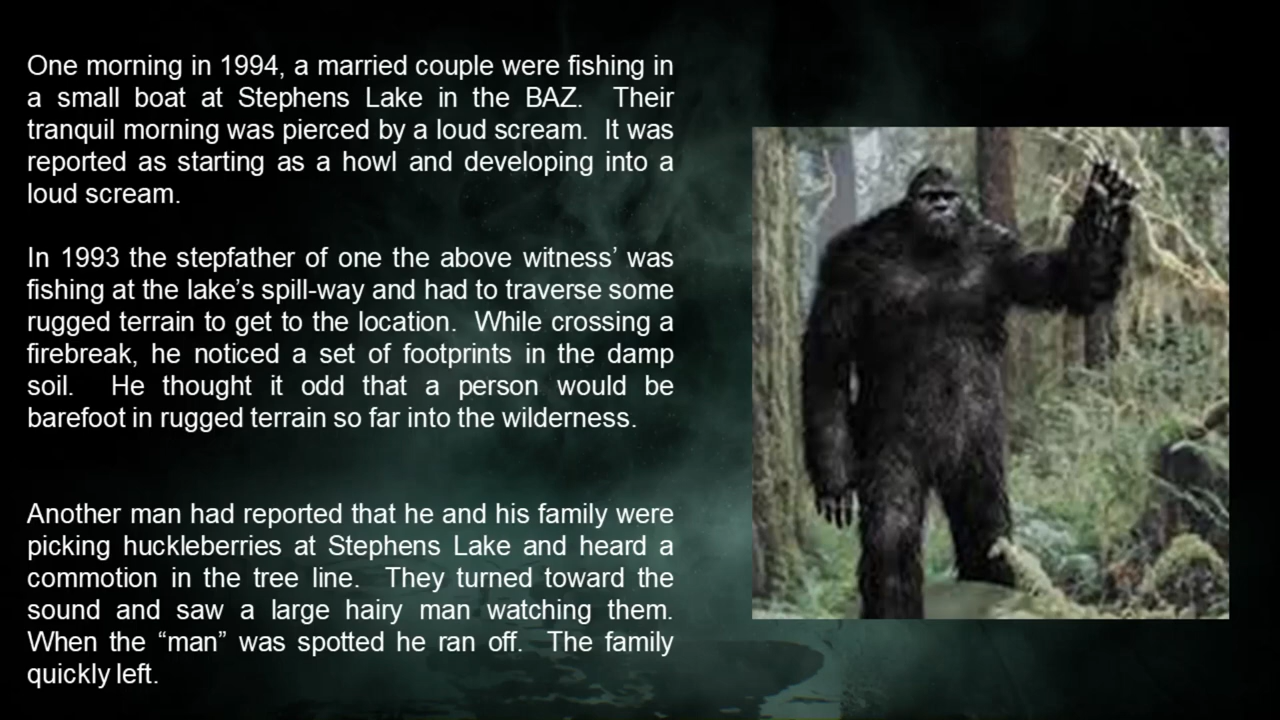 One morning in 1994, a married couple were fishing in
a small boat at Stephens Lake in the BAZ.  Their
tranquil morning was pierced by a loud scream.  It was
reported as starting as a howl and developing into a
loud scream.
In 1993 the stepfather of one the above witness’ was
fishing at the lake’s spill-way and had to traverse some
rugged terrain to get to the location.  While crossing a
firebreak, he noticed a set of footprints in the damp
soil.  He thought it odd that a person would be
barefoot in rugged terrain so far into the wilderness.
Another man had reported that he and his family were
picking huckleberries at Stephens Lake and heard a
commotion in the tree line.  They turned toward the
sound and saw a large hairy man watching them.
When the “man” was spotted he ran off.  The family
quickly left.